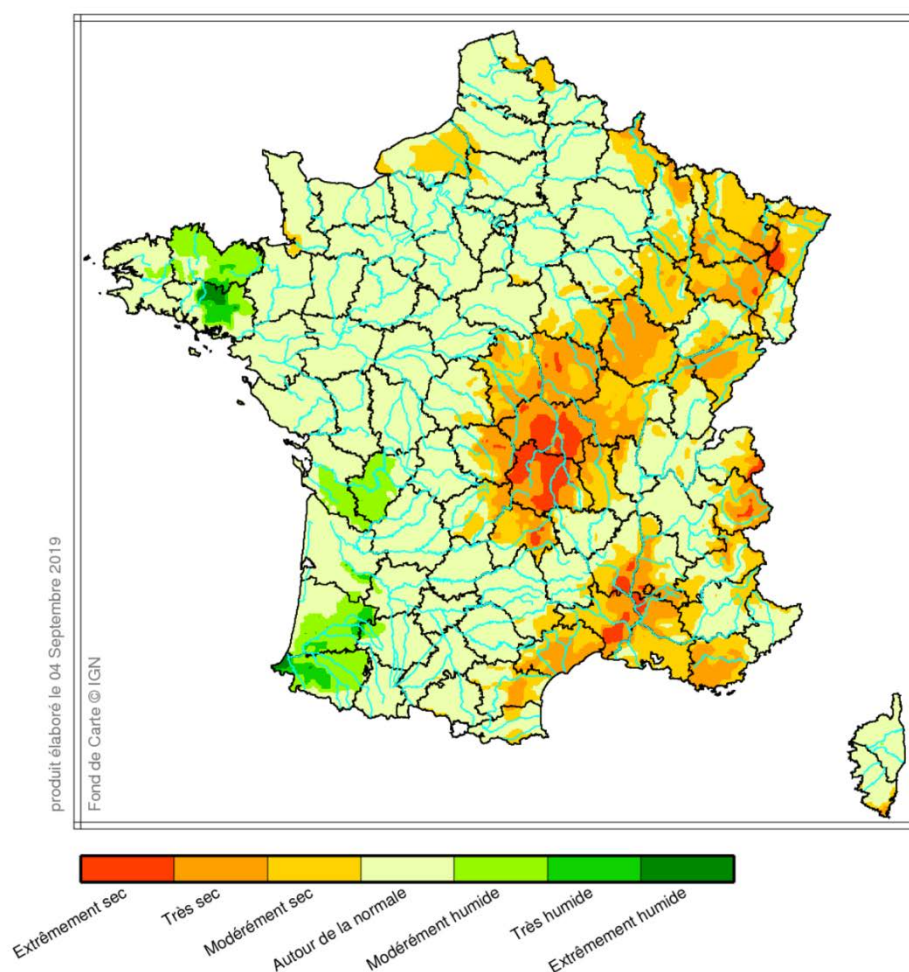 produit élaboré le 04 Septembre 2019
Fond de Carte © IGN
Extrêmement sec
Très sec
Modérément sec
Autour de la normale
Modérément humide
Très humide
Extrêmement humide